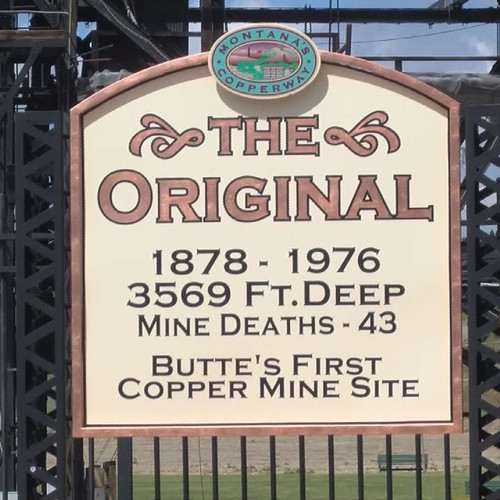 MONTANA'S
COPPERWAY
THE
ORIGINAL
1878 - 1976
3569 FT. DEEP
MINE DEATHS - 43
BUTTE'S FIRST
COPPER MINE SITE